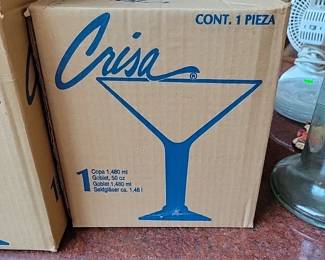 CONT. 1 PIEZA
Crisa®
1
Copa 1,480 ml
Goblet, 50 oz
Goblet 1,480 ml
Sektgläser ca. 1,48 l